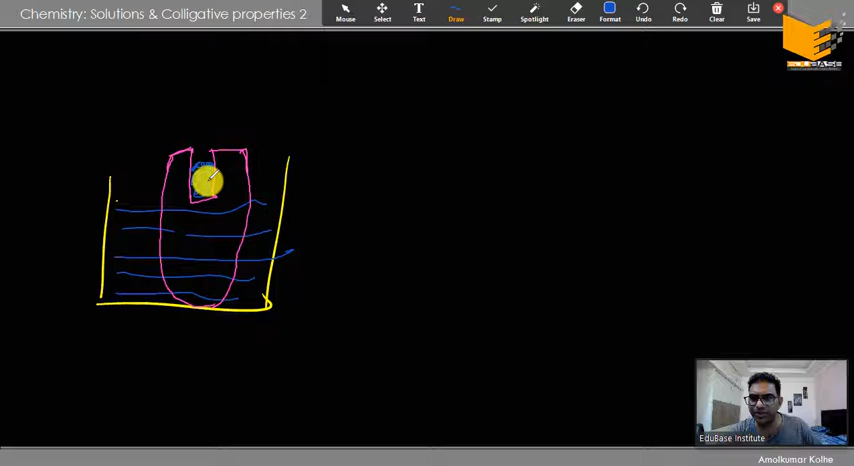 Chemistry: Solutions & Colligative properties 2
Mouse
Select
Text
Draw
Stamp
Spotlight
Eraser
Format
Undo
Redo
Clear
Save
EDUBASE
EduBase Institute
Amolkumar Kolhe